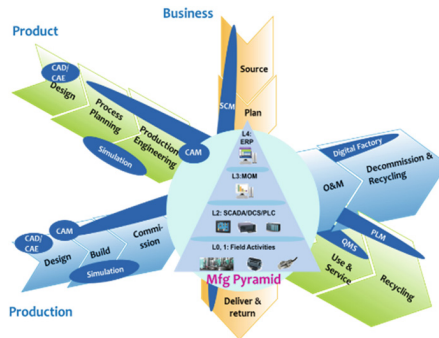 Business
Product
CAD/
CAE
Design
Process
Planning
Production
Engineering
Simulation
CAM
SCM
Source
Plan
L4:
ERP
L3:MOM
L2: SCADA/DCS/PLC
L0, 1: Field Activities
Mfg Pyramid
Digital Factory
O&M
Decommission &
Recycling
PLM
QMS
Use &
Service
Recycling
CAM
CAD/
CAE
Design
Build
Commi-
ssion
Simulation
Production
Deliver &
return